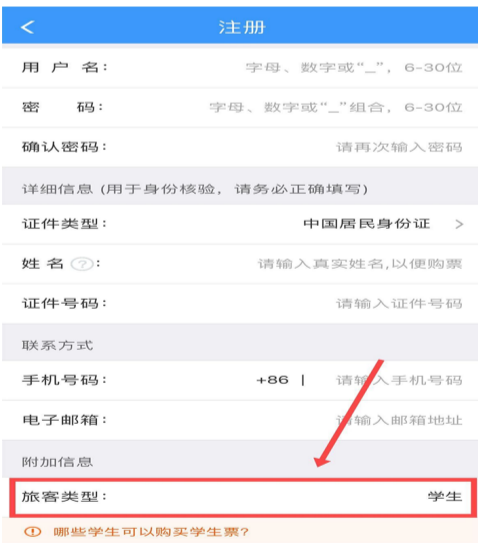 注册
用 户 名： 字母、数字或“_”，6-30位
密 码： 字母、数字或“_”组合，6-30位
确认密码： 请再次输入密码
详细信息 (用于身份核验，请务必正确填写)
证件类型： 中国居民身份证 >
姓 名 ?： 请输入真实姓名,以便购票
证件号码： 请输入证件号码
联系方式
手机号码： +86 | 请输入手机号码
电子邮箱： 请输入邮箱地址
附加信息
旅客类型： 学生
哪些学生可以购买学生票?